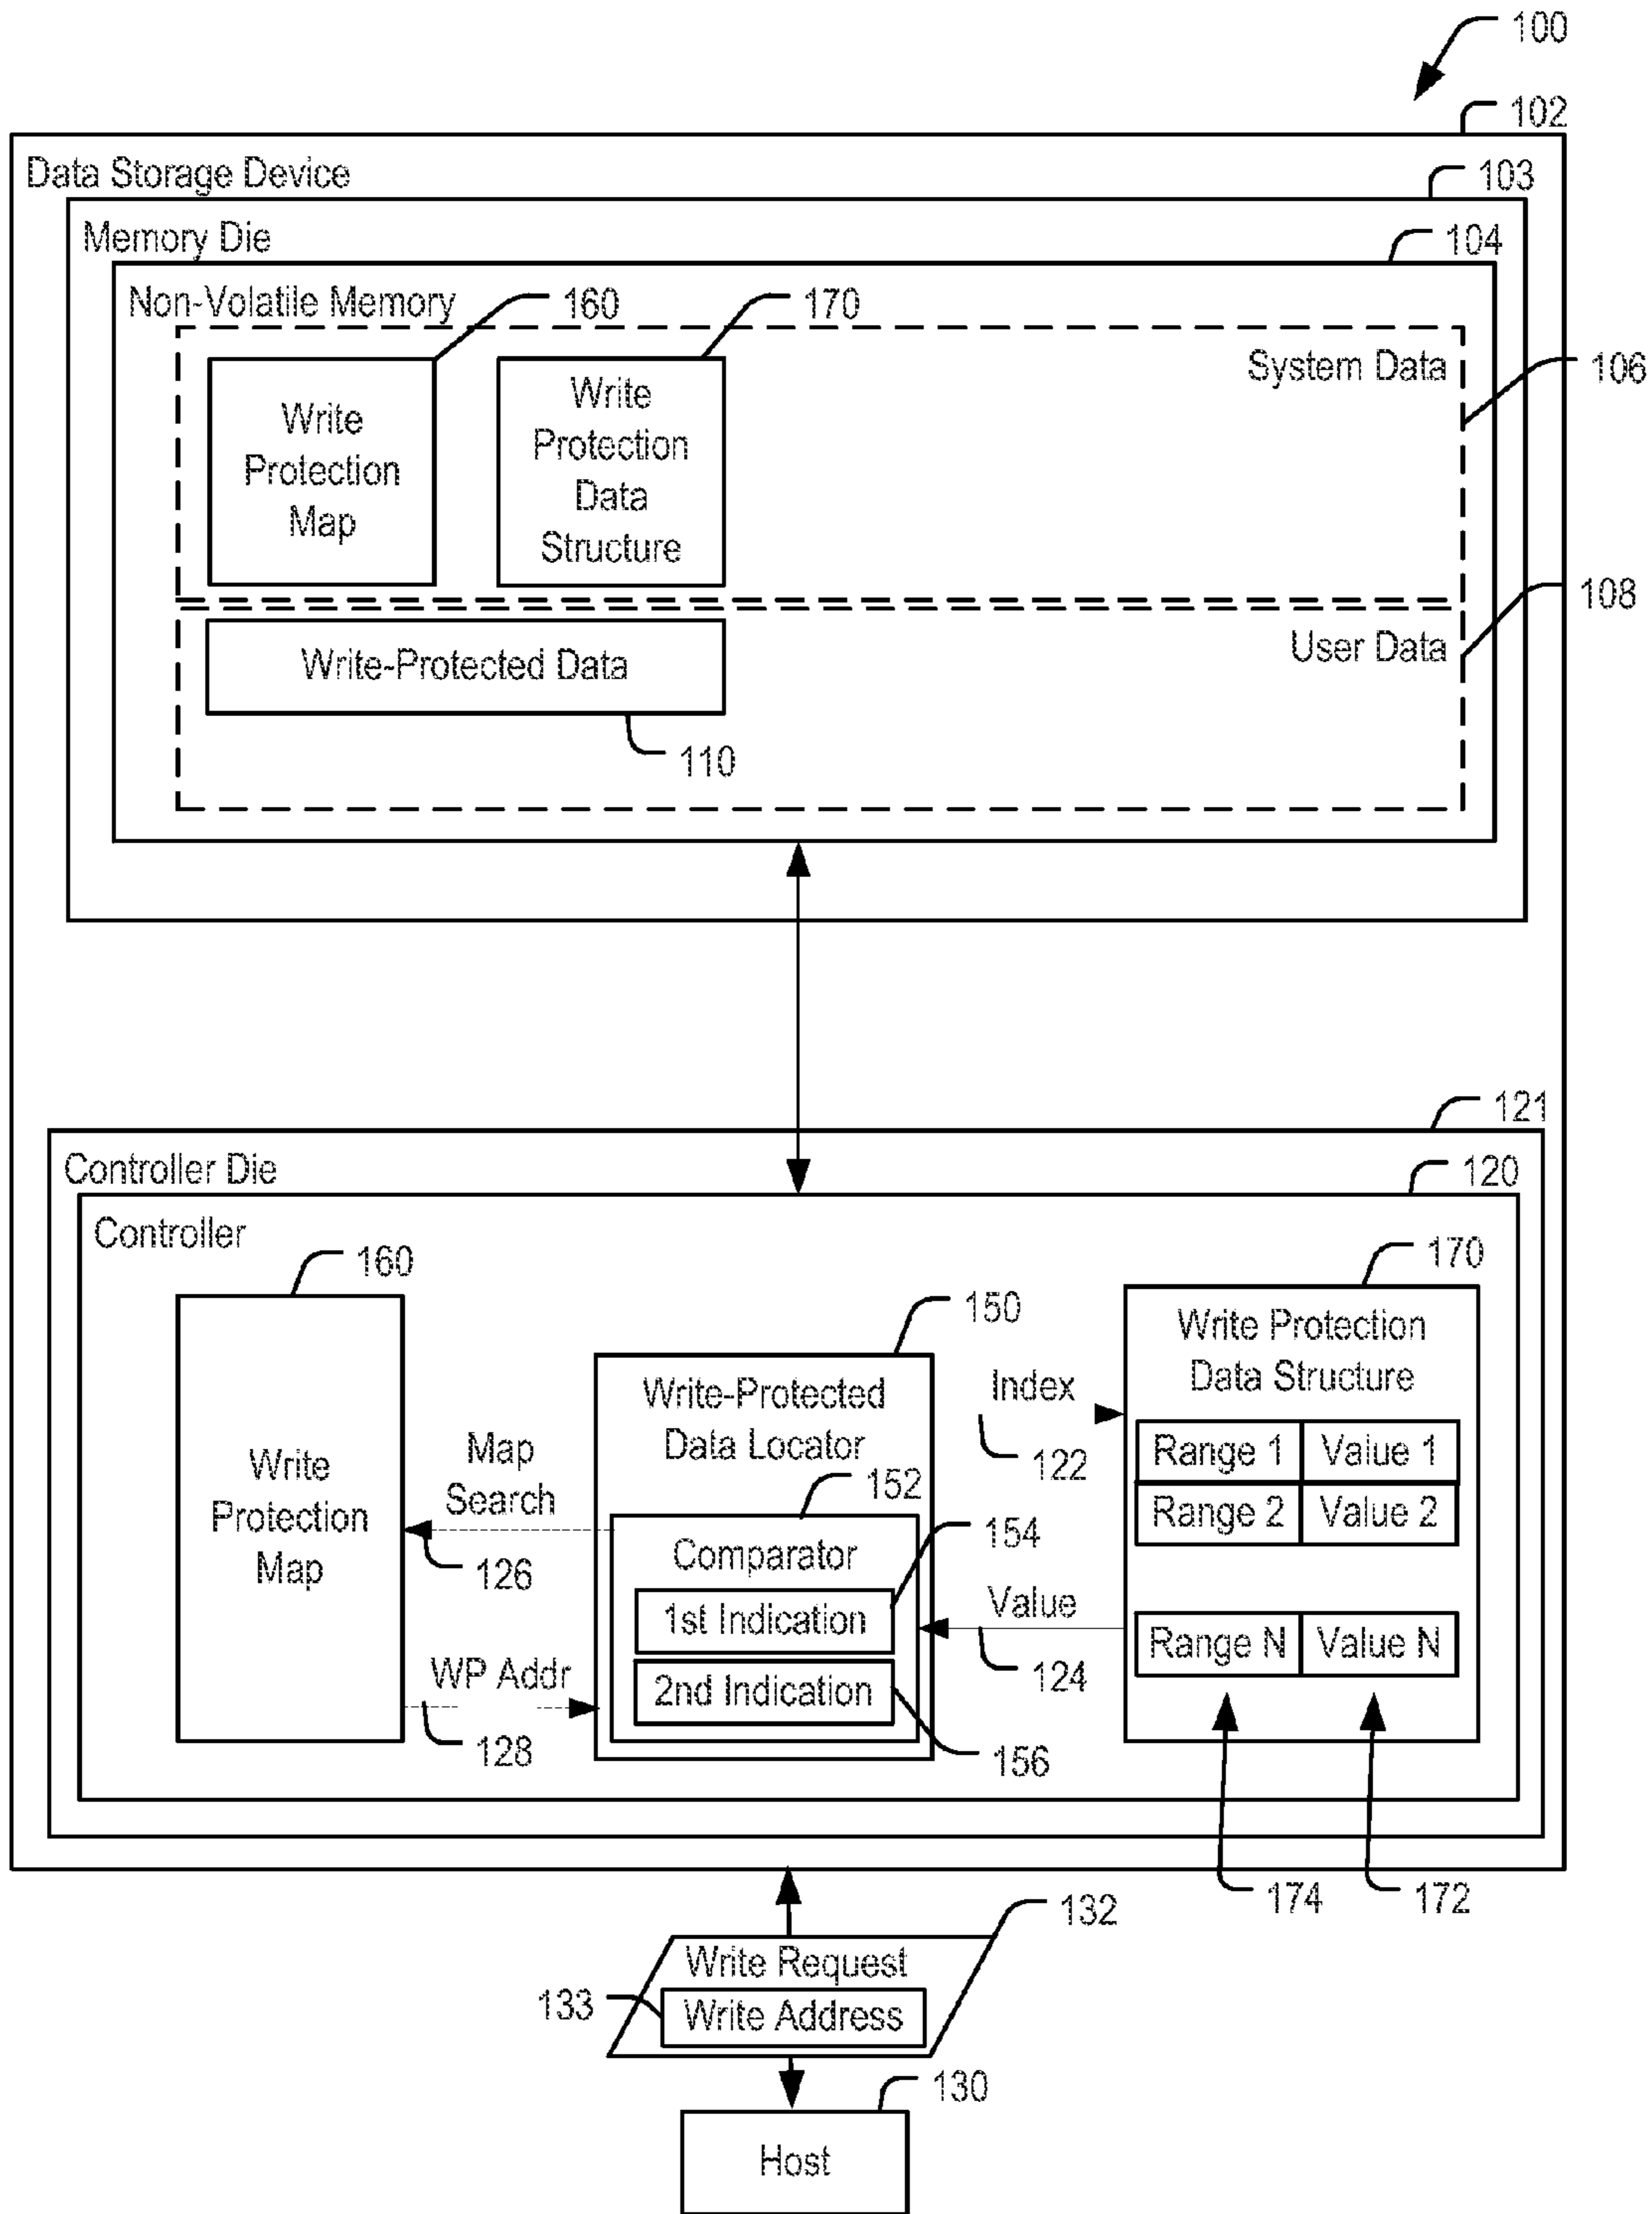 100
102
Data Storage Device
103
Memory Die
104
Non-Volatile Memory
160
170
System Data
106
Write
Protection
Map
Write
Protection
Data
Structure
108
User Data
Write-Protected Data
110
121
Controller Die
120
Controller
160
170
150
Write Protection
Data Structure
Write-Protected
Data Locator
Index
122
Range 1
Value 1
Range 2
Value 2
Map
Search
126
Write
Protection
Map
152
Comparator
154
1st Indication
Value
124
Range N
Value N
WP Addr
128
2nd Indication
156
174
172
132
Write Request
133
Write Address
130
Host